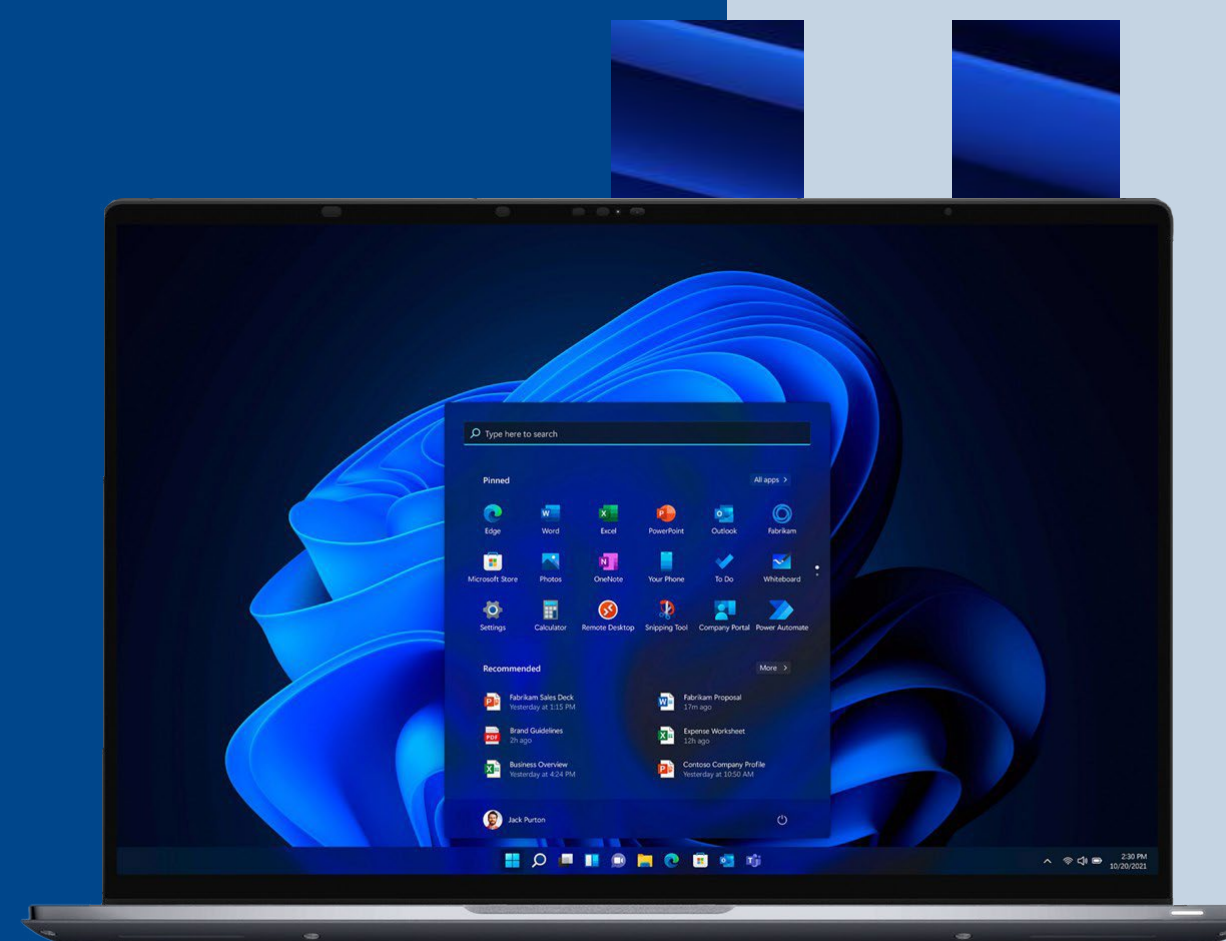 Type here to search
Pinned
All apps >
Edge
Word
Excel
PowerPoint
Outlook
Fabrikam
Microsoft Store
Photos
OneNote
Your Phone
To Do
Whiteboard
Settings
Calculator
Remote Desktop
Snipping Tool
Company Portal
Power Automate
Recommended
More >
Fabrikam Sales Deck
Yesterday at 1:15 PM
Fabrikam Proposal
17m ago
Brand Guidelines
2h ago
Expense Worksheet
12h ago
Business Overview
Yesterday at 4:24 PM
Contoso Company Profile
Yesterday at 10:50 AM
Jack Purton
2:30 PM
10/20/2021